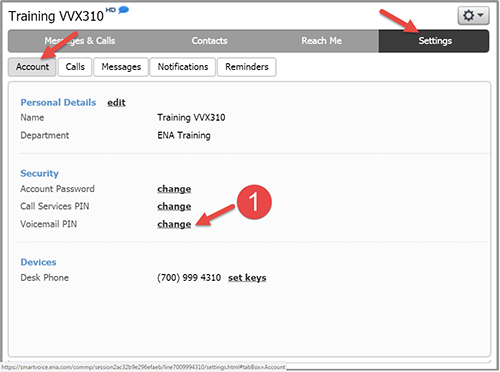 Training VVX310 HD
Messages & Calls Contacts Reach Me Settings
Account Calls Messages Notifications Reminders
Personal Details edit
Name Training VVX310
Department ENA Training
Security
Account Password change
Call Services PIN change
1
Voicemail PIN change
Devices
Desk Phone (700) 999 4310 set keys
https://smartvoice.ena.com/commp/session2ac32b9e296efaeb/line7009994310/settings.html#tabBox=Account